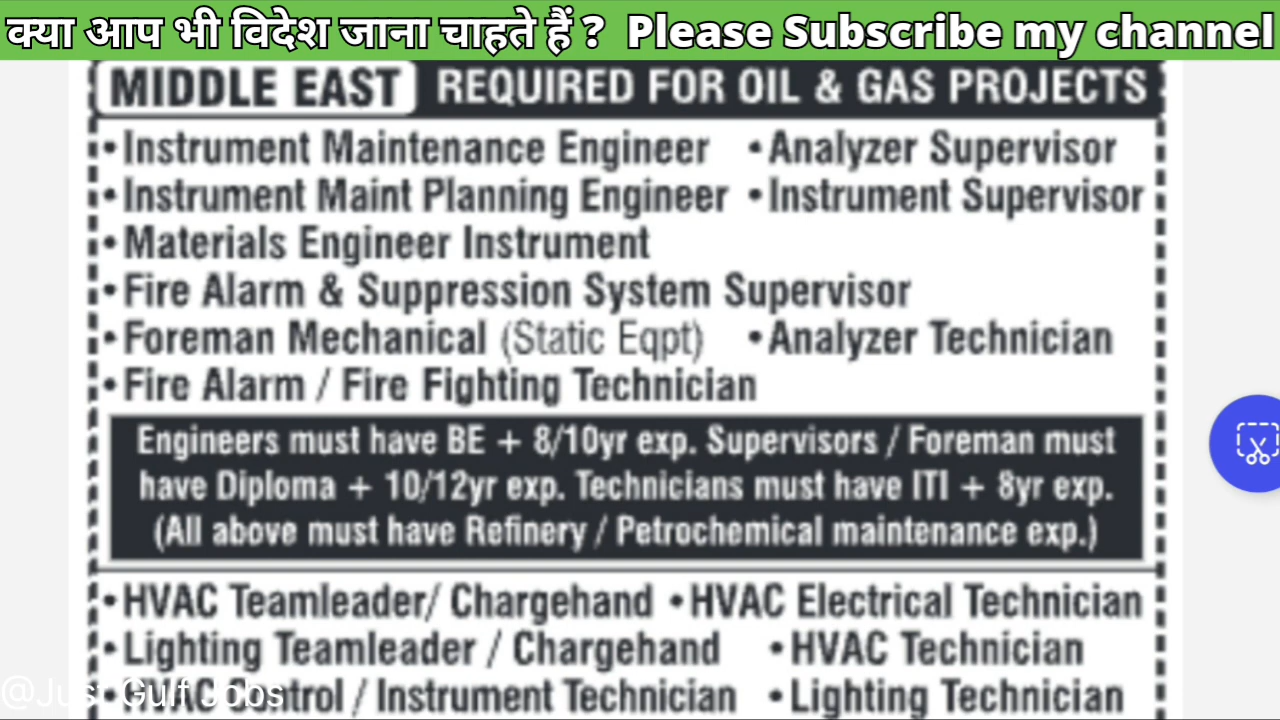 क्या आप भी विदेश जाना चाहते हैं ? Please Subscribe my channel
MIDDLE EAST REQUIRED FOR OIL & GAS PROJECTS
• Instrument Maintenance Engineer • Analyzer Supervisor
• Instrument Maint Planning Engineer • Instrument Supervisor
• Materials Engineer Instrument
• Fire Alarm & Suppression System Supervisor
• Foreman Mechanical (Static Eqpt) • Analyzer Technician
• Fire Alarm / Fire Fighting Technician
Engineers must have BE + 8/10yr exp. Supervisors / Foreman must
have Diploma + 10/12yr exp. Technicians must have ITI + 8yr exp.
(All above must have Refinery / Petrochemical maintenance exp.)
• HVAC Teamleader/ Chargehand • HVAC Electrical Technician
• Lighting Teamleader / Chargehand • HVAC Technician
• HVAC Control / Instrument Technician • Lighting Technician
@Just Gulf Jobs